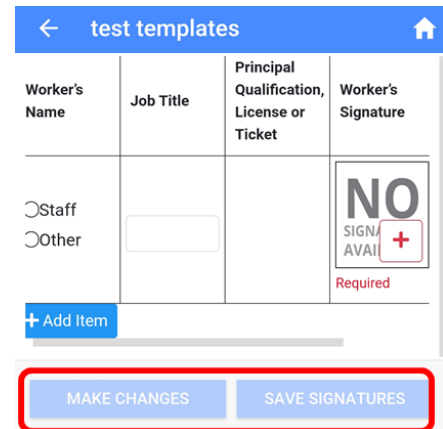 test templates
Worker's
Name
Job Title
Principal
Qualification,
License or
Ticket
Worker's
Signature
Staff
Other
NO
SIGNA
AVAI
+
Required
+ Add Item
MAKE CHANGES
SAVE SIGNATURES